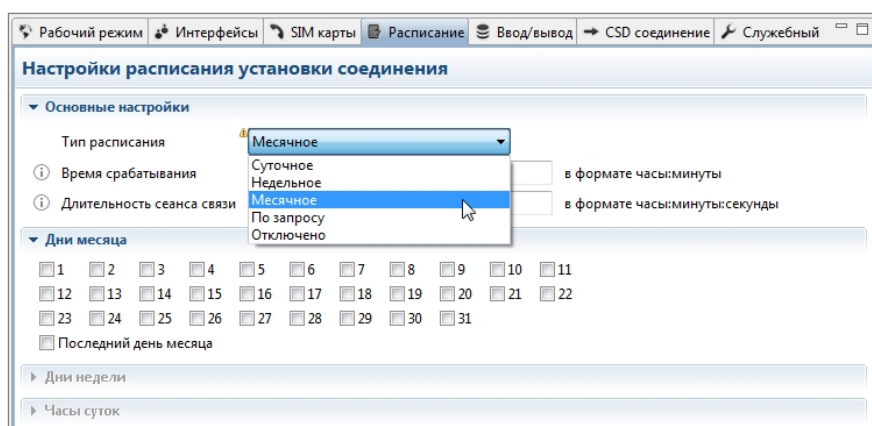 Рабочий режим Интерфейсы SIM карты Расписание Ввод/вывод CSD соединение Служебный
Настройки расписания установки соединения
Основные настройки
Тип расписания Месячное
Суточное
Время срабатывания в формате часы:минуты
Недельное
Месячное
Длительность сеанса связи в формате часы:минуты:секунды
По запросу
Отключено
Дни месяца
1 2 3 4 5 6 7 8 9 10 11
12 13 14 15 16 17 18 19 20 21 22
23 24 25 26 27 28 29 30 31
Последний день месяца
Дни недели
Часы суток